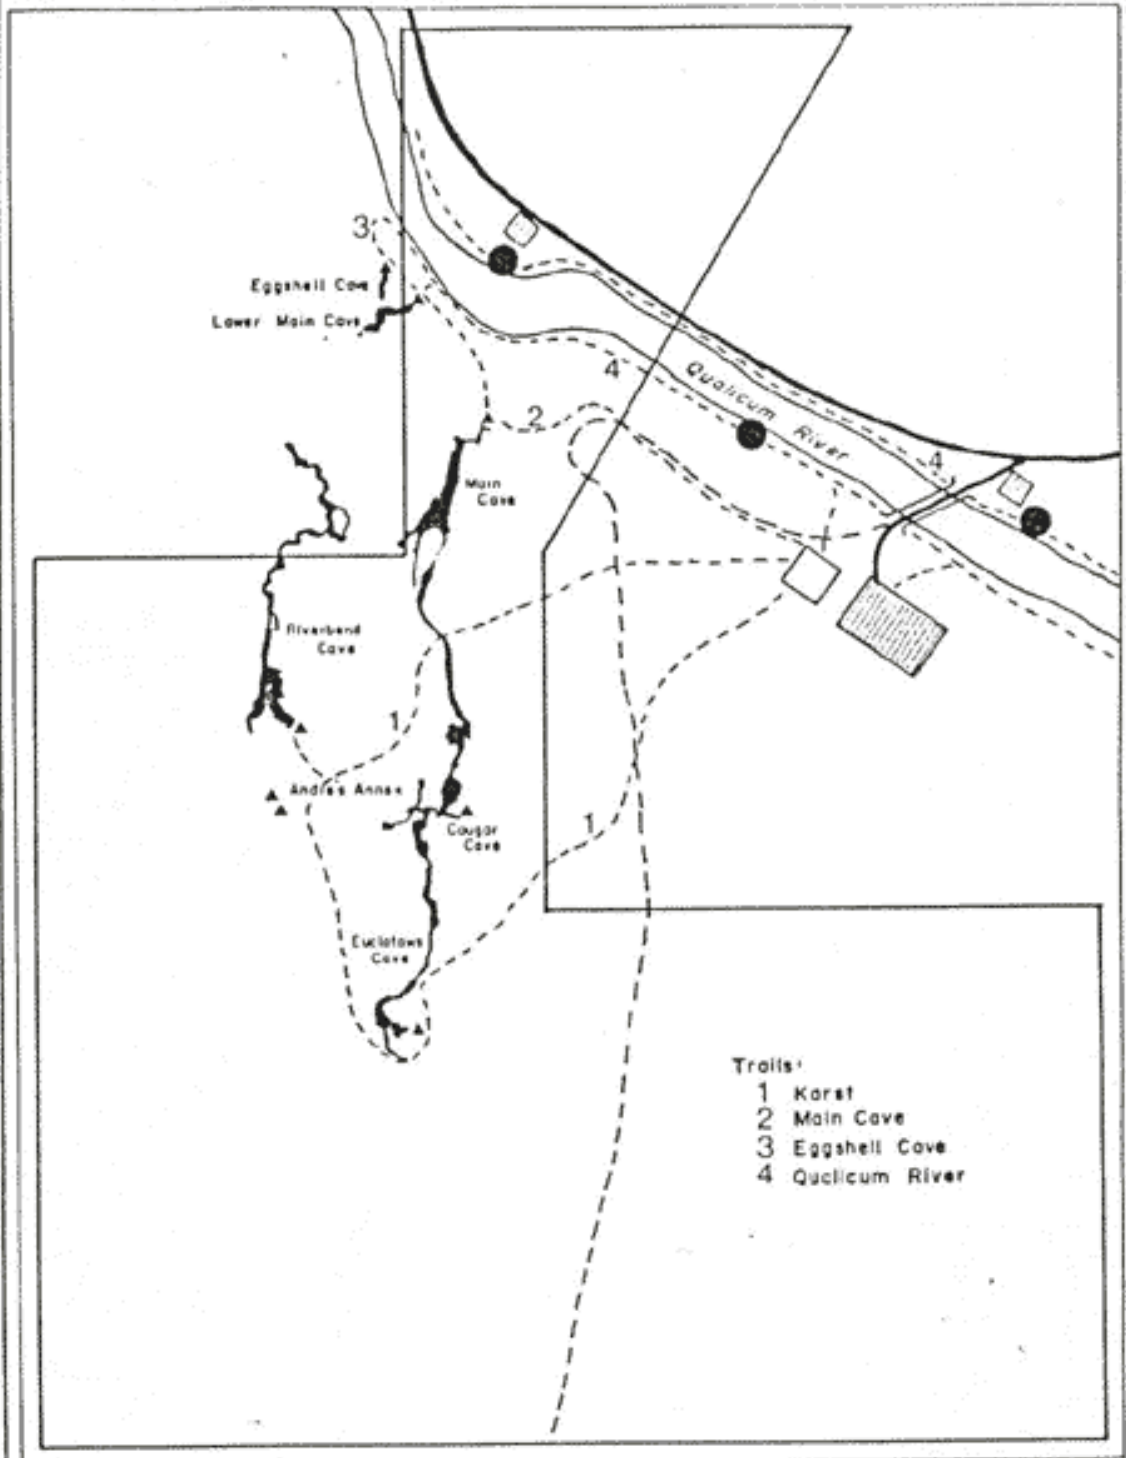 3
Eggshell Cave
Lower Main Cave
4
Qualicum
River
4
2
Main
Cave
Riverbend
Cave
1
Andre's Annex
Cougar
Cave
1
Euclataws
Cave
Trails:
1 Karst
2 Main Cave
3 Eggshell Cave
4 Qualicum River